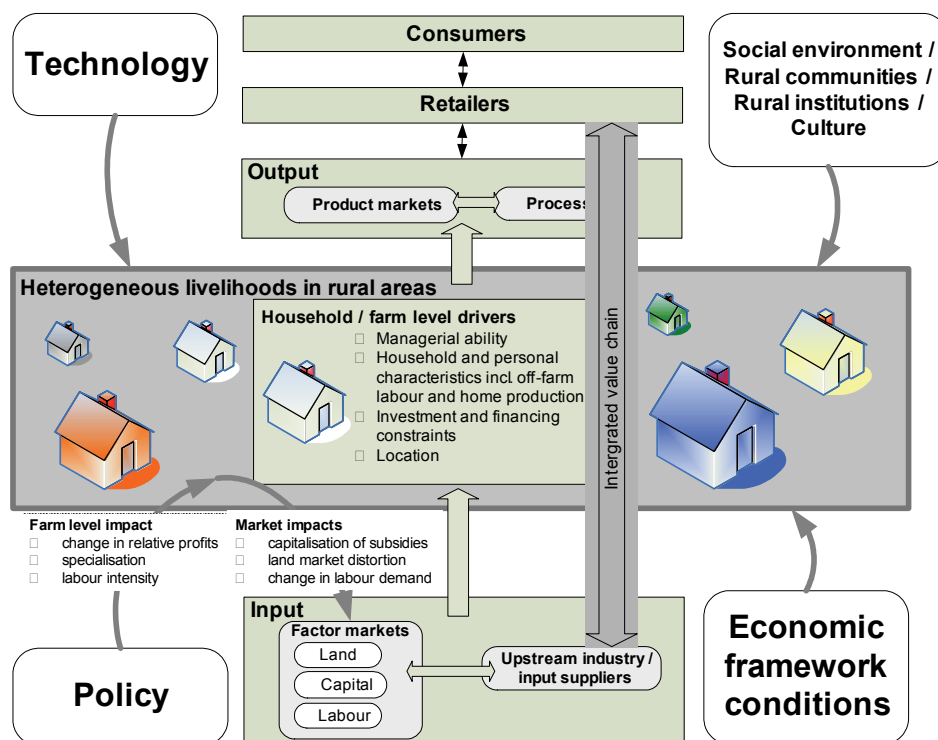 Technology
Consumers
Retailers
Social environment /
Rural communities /
Rural institutions /
Culture
Output
Product markets
Process
Heterogeneous livelihoods in rural areas
Household / farm level drivers
Managerial ability
Household and personal
characteristics incl. off-farm
labour and home production
Investment and financing
constraints
Location
Intergrated value chain
Farm level impact
change in relative profits
specialisation
labour intensity
Market impacts
capitalisation of subsidies
land market distortion
change in labour demand
Input
Factor markets
Land
Capital
Labour
Upstream industry /
input suppliers
Policy
Economic
framework
conditions